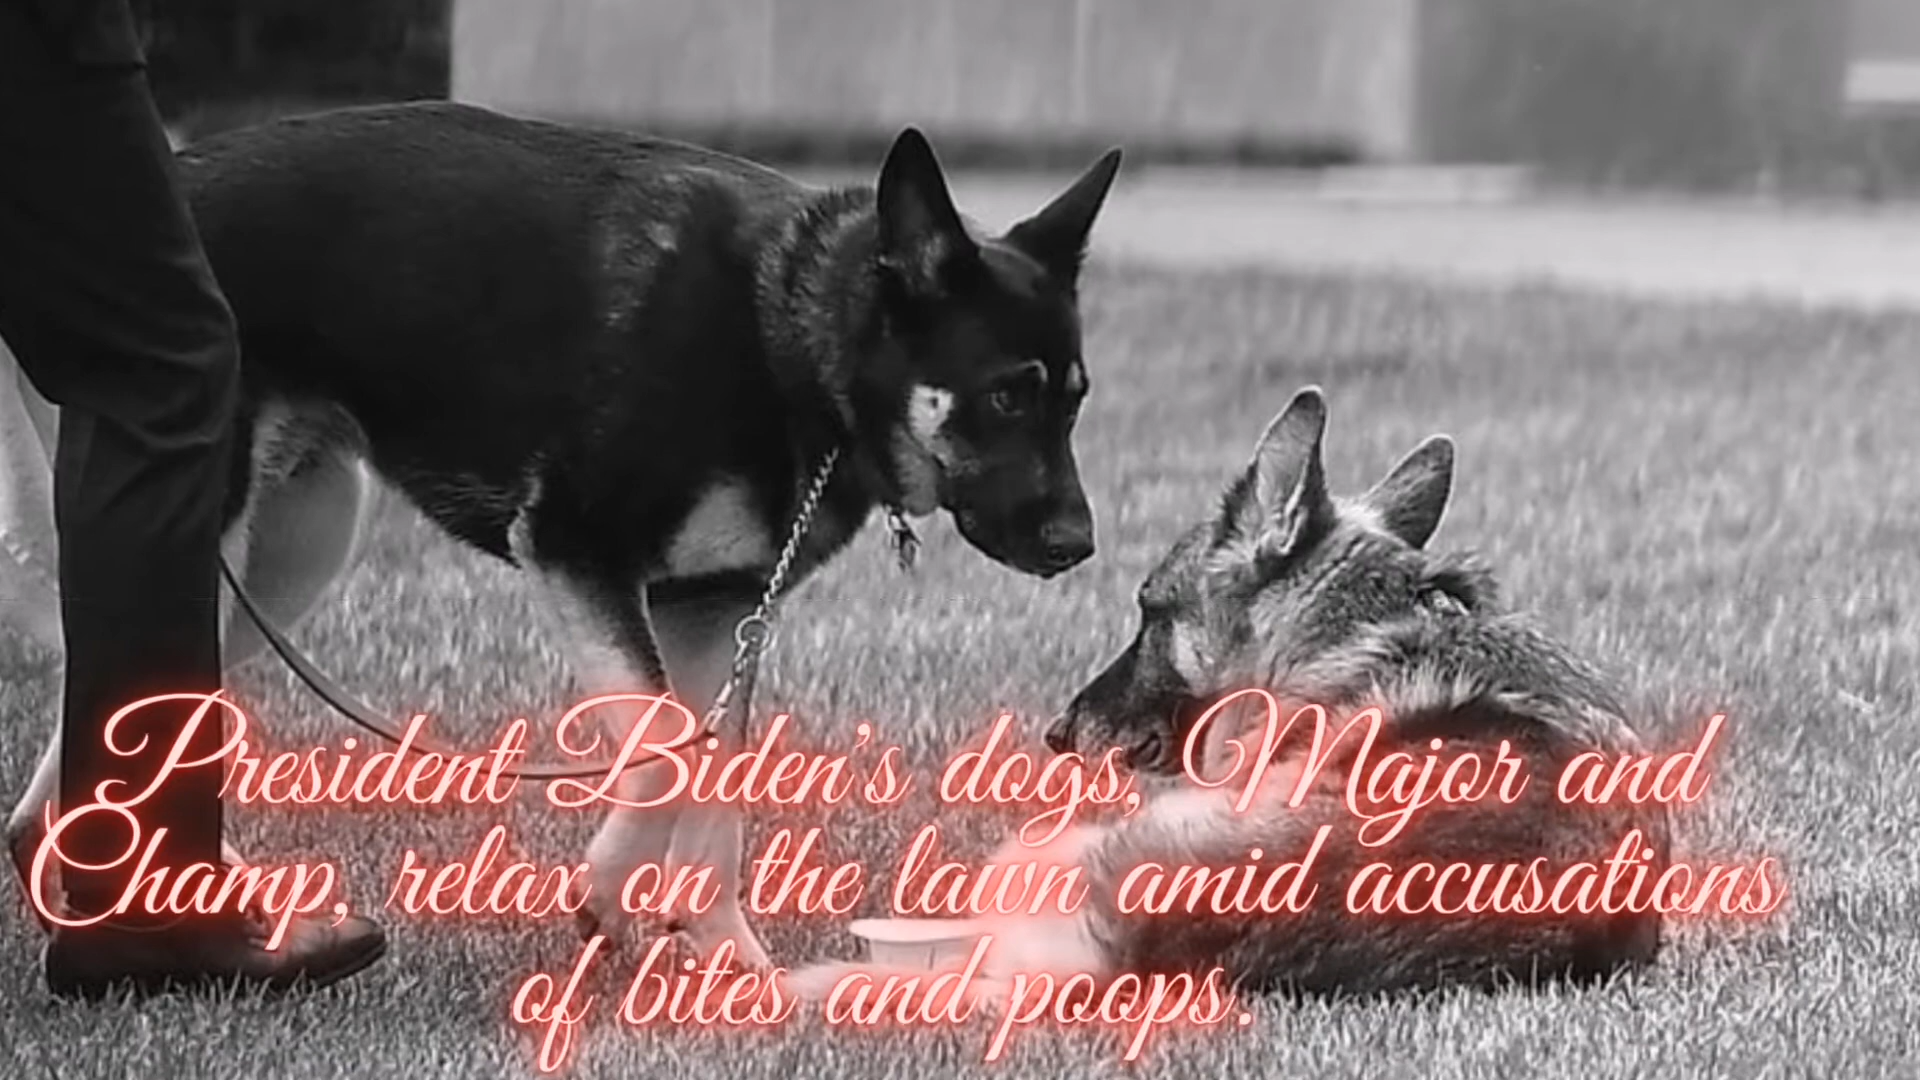 President Biden's dogs, Major and
Champ, relax on the lawn amid accusations
of bites and poops.